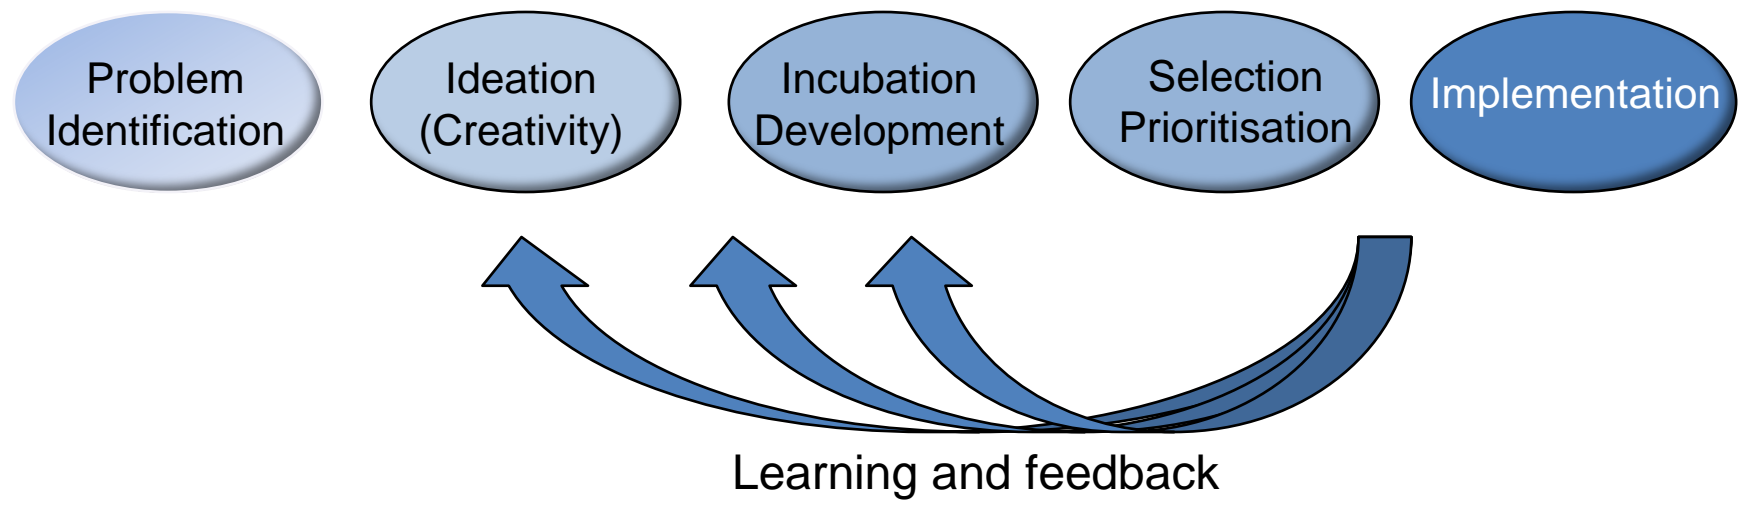 Problem
Identification
Ideation
(Creativity)
Incubation
Development
Selection
Prioritisation
Implementation
Learning and feedback